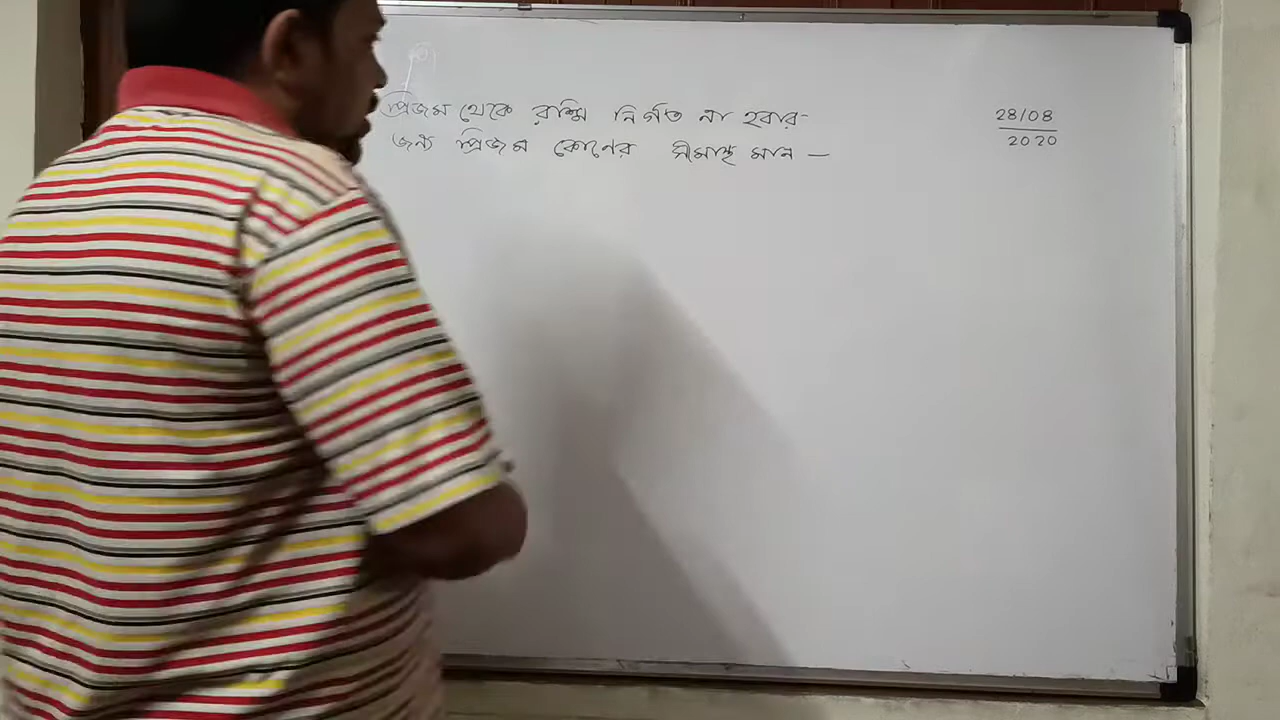 প্রিজম থেকে রশ্মি নির্গত না হবার
জন্য প্রিজম কোনের সীমাস্থ মান —
28/08
2020